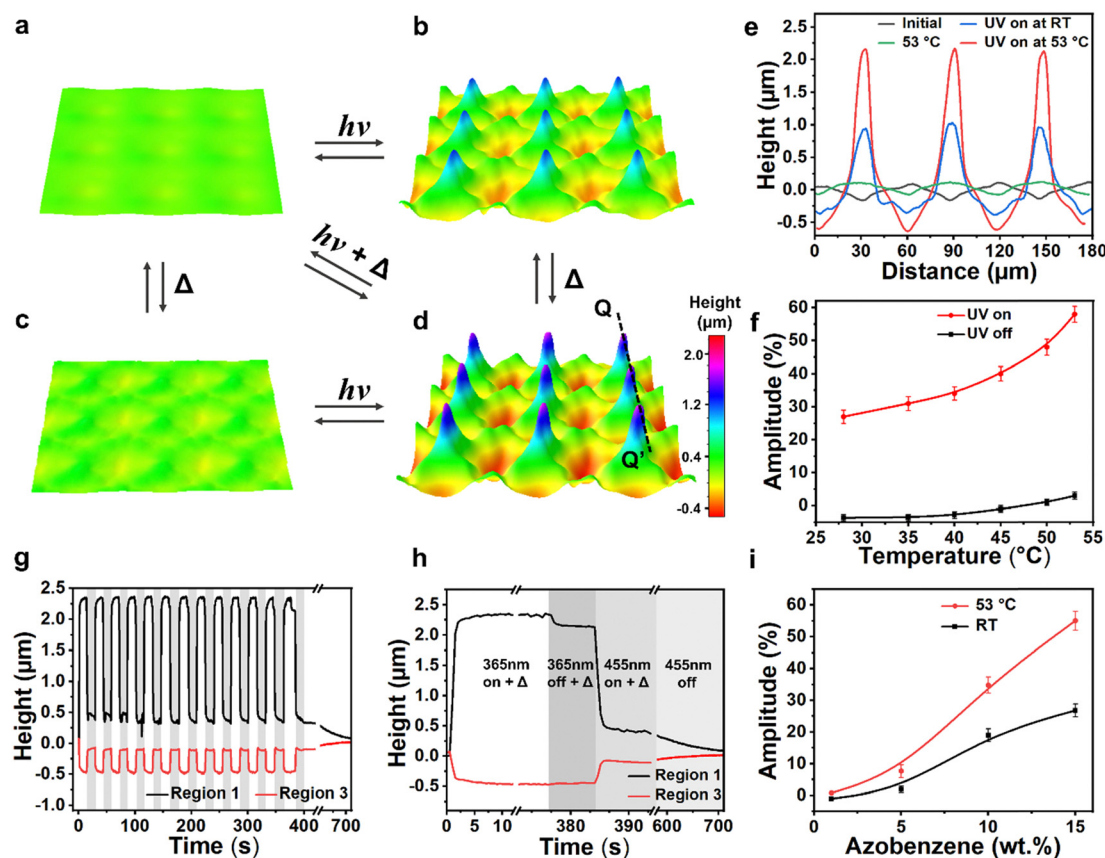 a
b
hν
hν + Δ
Δ
Δ
c
d
hν
Q
Q'
Height
(μm)
2.0
1.2
0.4
-0.4
e
Initial
UV on at RT
53 °C
UV on at 53 °C
Height (μm)
2.5
2.0
1.5
1.0
0.5
0.0
-0.5
0 30 60 90 120 150 180
Distance (μm)
f
UV on
UV off
Amplitude (%)
60
50
40
30
20
10
0
25 30 35 40 45 50 55
Temperature (°C)
g
Height (μm)
2.5
2.0
1.5
1.0
0.5
0.0
-0.5
-1.0
Region 1 Region 3
0 100 200 300 400 700
Time (s)
h
Height (μm)
2.5
2.0
1.5
1.0
0.5
0.0
-0.5
365nm
on + Δ
365nm
off + Δ
455nm
on + Δ
455nm
off
Region 1
Region 3
0 5 10 380 390 600 700
Time (s)
i
53 °C
RT
Amplitude (%)
60
50
40
30
20
10
0
5 10 15
Azobenzene (wt.%)